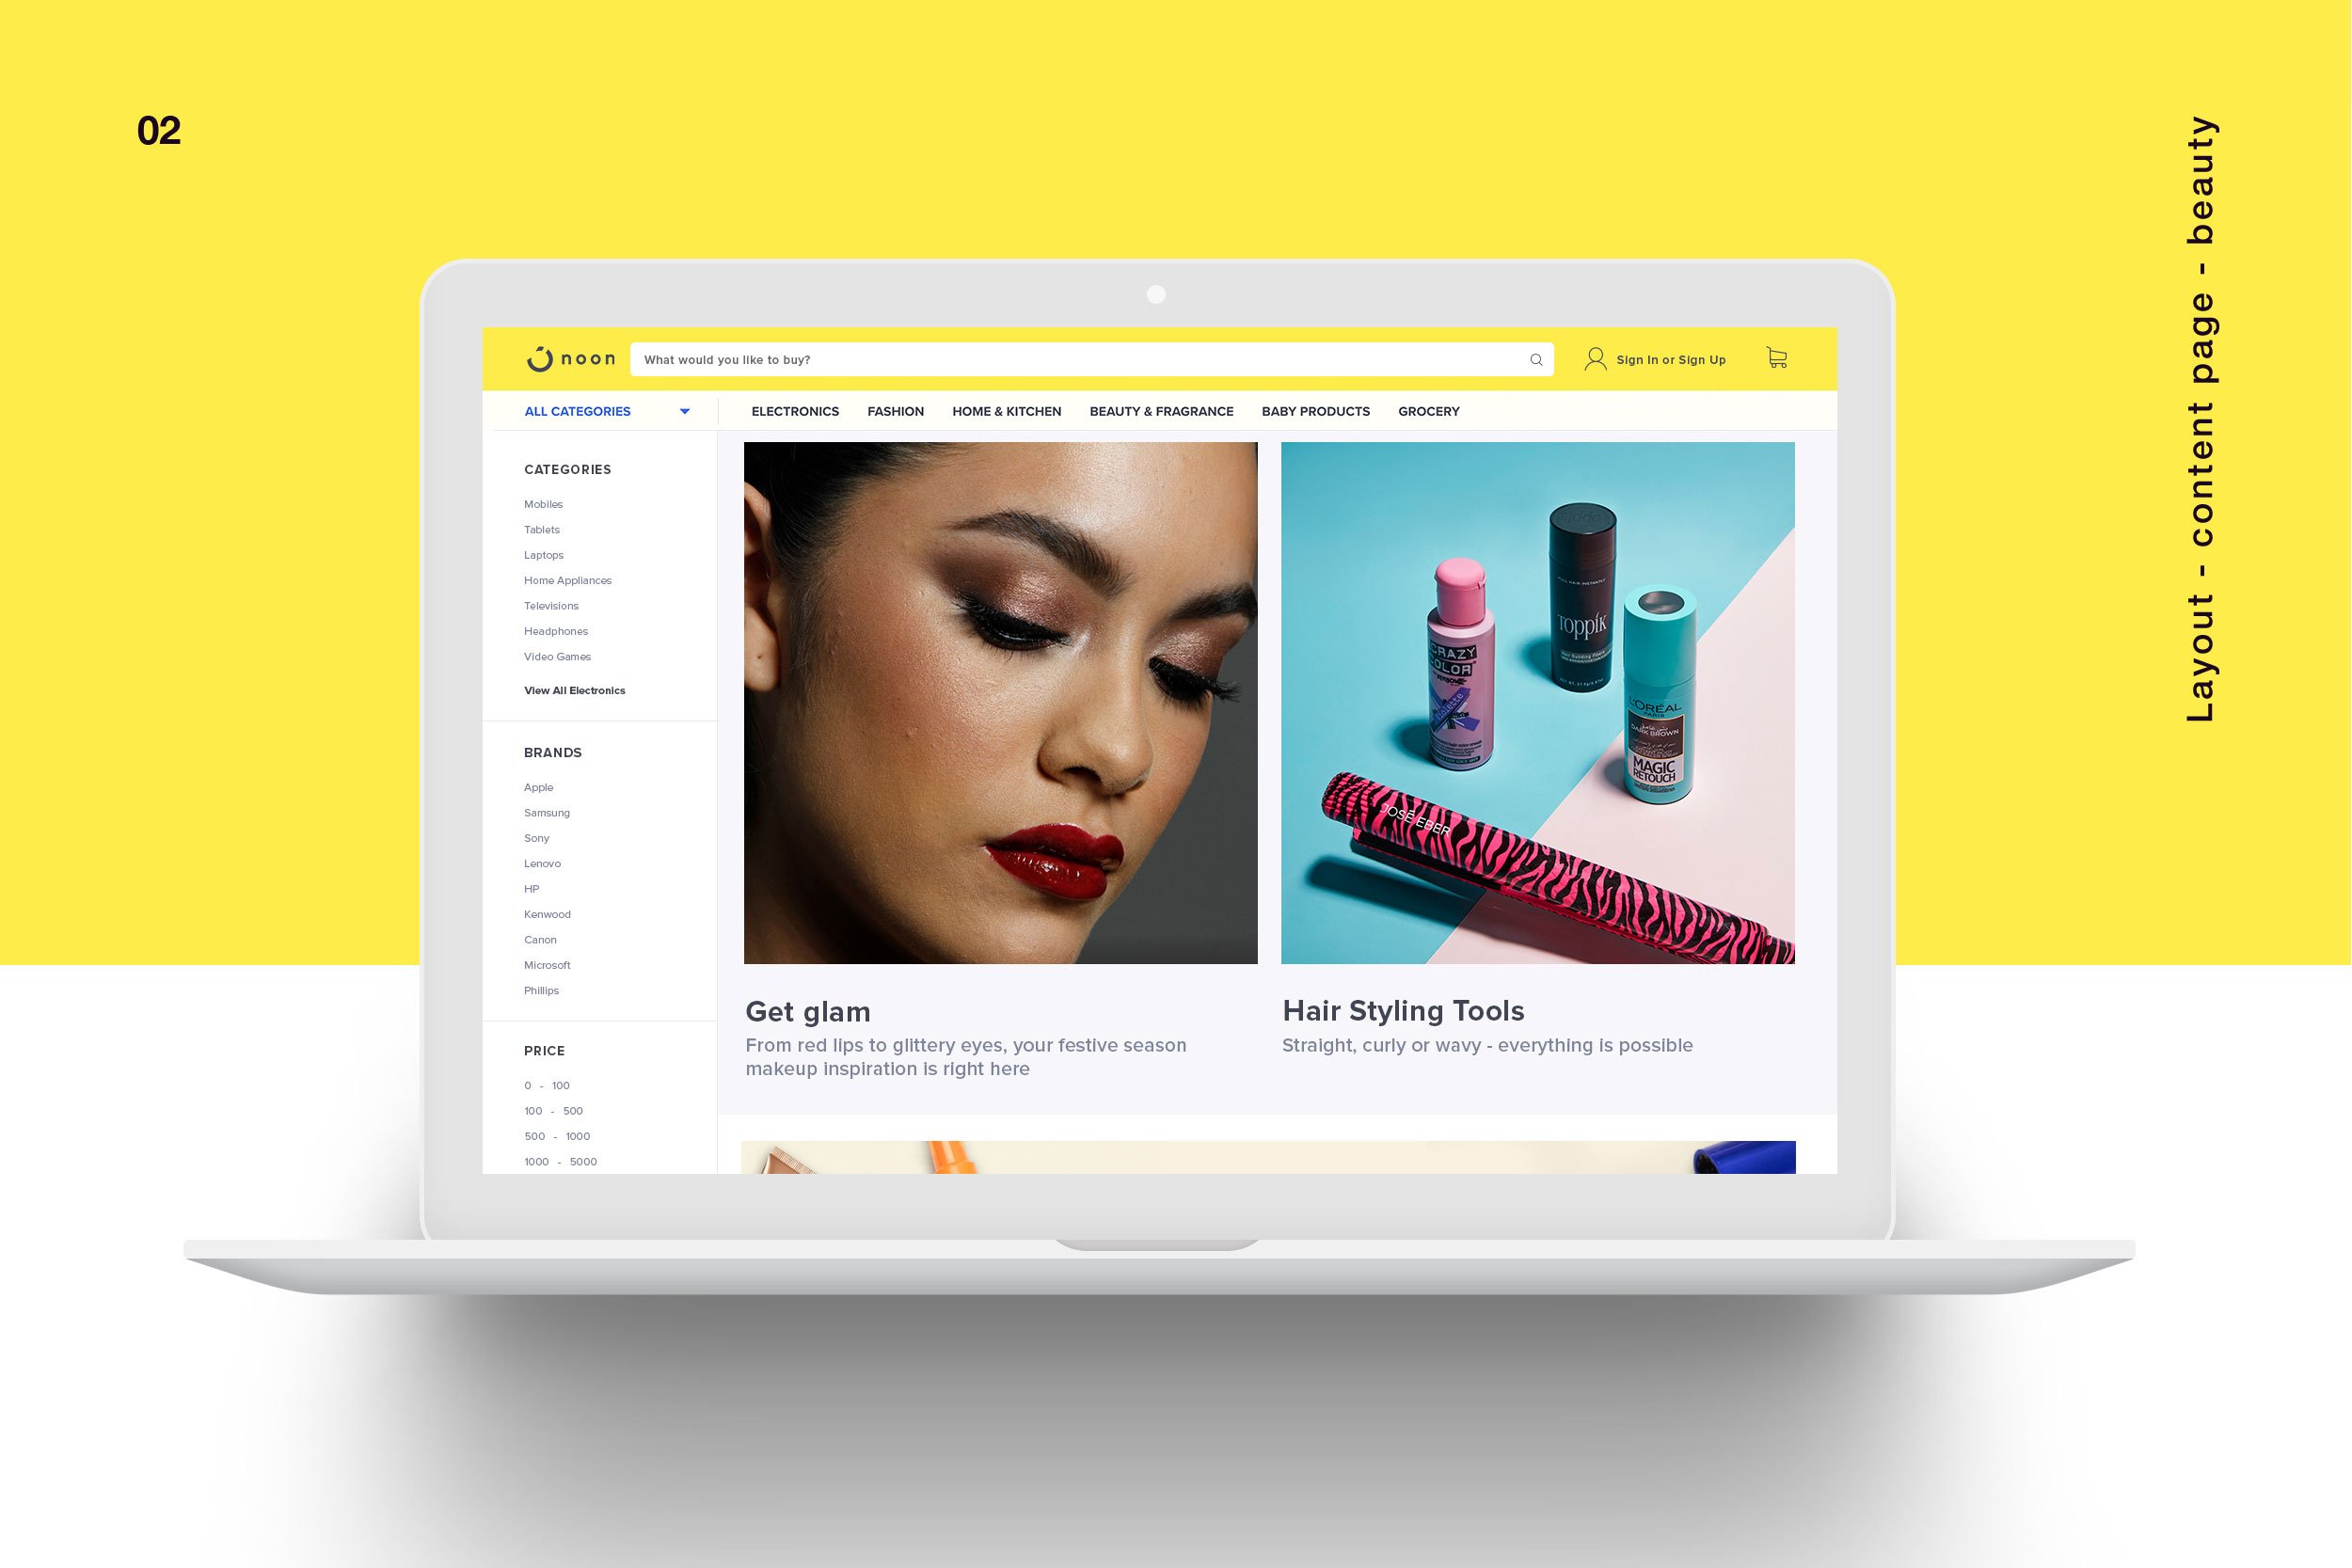 02
Layout - content page - beauty
noon
What would you like to buy?
Sign In or Sign Up
ALL CATEGORIES
ELECTRONICS
FASHION
HOME & KITCHEN
BEAUTY & FRAGRANCE
BABY PRODUCTS
GROCERY
CATEGORIES
Mobiles
Tablets
Laptops
Home Appliances
Televisions
Headphones
Video Games
View All Electronics
BRANDS
Apple
Samsung
Sony
Lenovo
HP
Kenwood
Canon
Microsoft
Phillips
PRICE
0 - 100
100 - 500
500 - 1000
1000 - 5000
CRAZY
COLOR
TOPPIK
L'ORÉAL
PARIS
DARK BROWN
MAGIC
RETOUCH
JOSE EBER
Get glam
From red lips to glittery eyes, your festive season
makeup inspiration is right here
Hair Styling Tools
Straight, curly or wavy - everything is possible